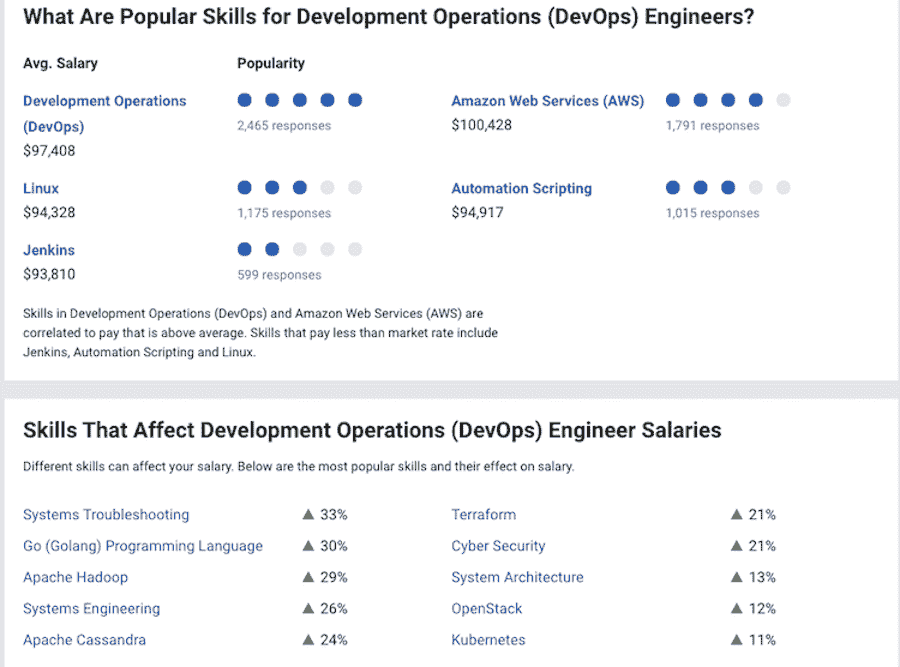 What Are Popular Skills for Development Operations (DevOps) Engineers?
Avg. Salary Popularity
Development Operations
(DevOps)
$97,408
2,465 responses
Amazon Web Services (AWS)
$100,428
1,791 responses
Linux
$94,328
1,175 responses
Automation Scripting
$94,917
1,015 responses
Jenkins
$93,810
599 responses
Skills in Development Operations (DevOps) and Amazon Web Services (AWS) are
correlated to pay that is above average. Skills that pay less than market rate include
Jenkins, Automation Scripting and Linux.
Skills That Affect Development Operations (DevOps) Engineer Salaries
Different skills can affect your salary. Below are the most popular skills and their effect on salary.
Systems Troubleshooting ▲ 33%
Go (Golang) Programming Language ▲ 30%
Apache Hadoop ▲ 29%
Systems Engineering ▲ 26%
Apache Cassandra ▲ 24%
Terraform ▲ 21%
Cyber Security ▲ 21%
System Architecture ▲ 13%
OpenStack ▲ 12%
Kubernetes ▲ 11%